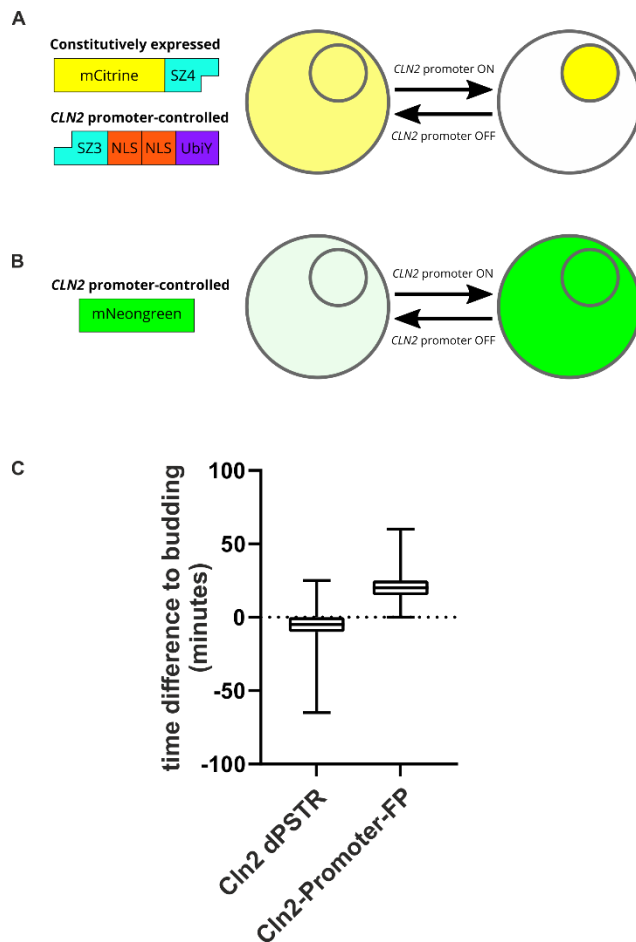 A
Constitutively expressed
mCitrine SZ4
CLN2 promoter-controlled
SZ3 NLS NLS UbiY
CLN2 promoter ON
CLN2 promoter OFF
B
CLN2 promoter-controlled
mNeongreen
CLN2 promoter ON
CLN2 promoter OFF
C
time difference to budding
(minutes)
100
50
0
-50
-100
Cln2 dPSTR
Cln2-Promoter-FP